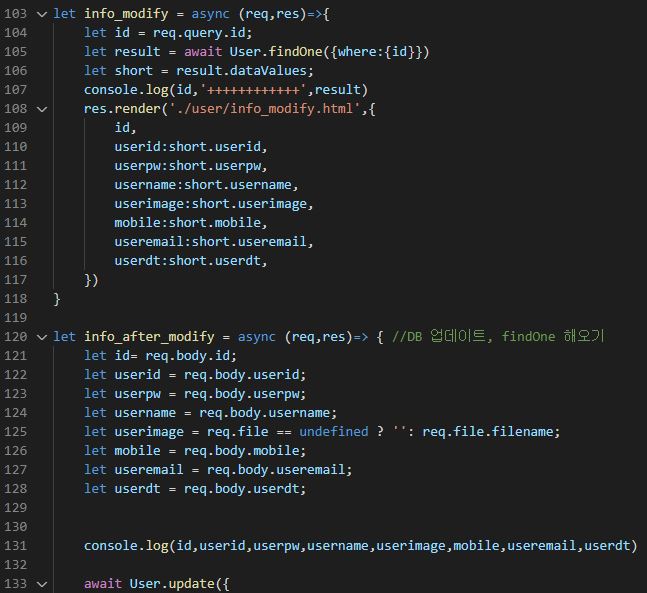 103 let info_modify = async (req,res)=>{
104     let id = req.query.id;
105     let result = await User.findOne({where:{id}})
106     let short = result.dataValues;
107     console.log(id,'++++++++++++',result)
108     res.render('./user/info_modify.html',{
109         id,
110         userid:short.userid,
111         userpw:short.userpw,
112         username:short.username,
113         userimage:short.userimage,
114         mobile:short.mobile,
115         useremail:short.useremail,
116         userdt:short.userdt,
117     })
118 }
119
120 let info_after_modify = async (req,res)=> { //DB 업데이트, findOne 해오기
121     let id= req.body.id;
122     let userid = req.body.userid;
123     let userpw = req.body.userpw;
124     let username = req.body.username;
125     let userimage = req.file == undefined ? '': req.file.filename;
126     let mobile = req.body.mobile;
127     let useremail = req.body.useremail;
128     let userdt = req.body.userdt;
129
130
131     console.log(id,userid,userpw,username,userimage,mobile,useremail,userdt)
132
133     await User.update({